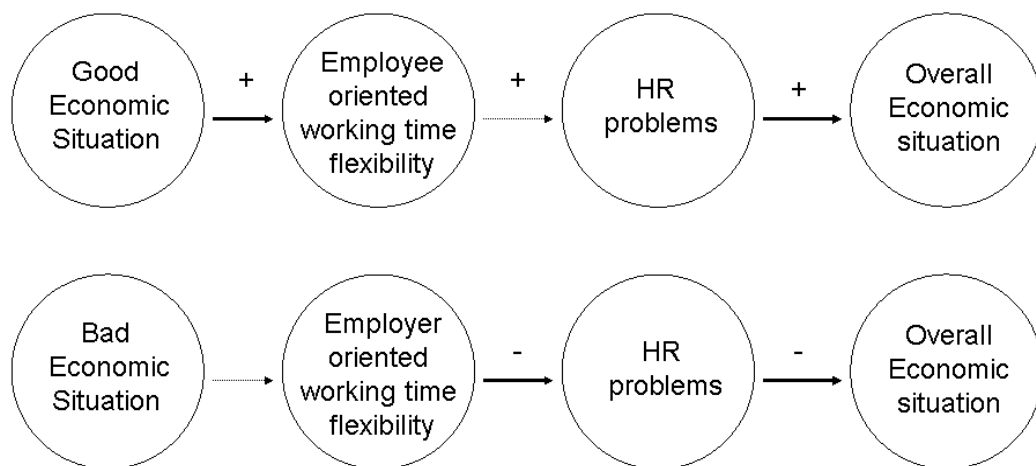 Good
Economic
Situation
+
Employee
oriented
working time
flexibility
+
HR
problems
+
Overall
Economic
situation
Bad
Economic
Situation
Employer
oriented
working time
flexibility
-
HR
problems
-
Overall
Economic
situation